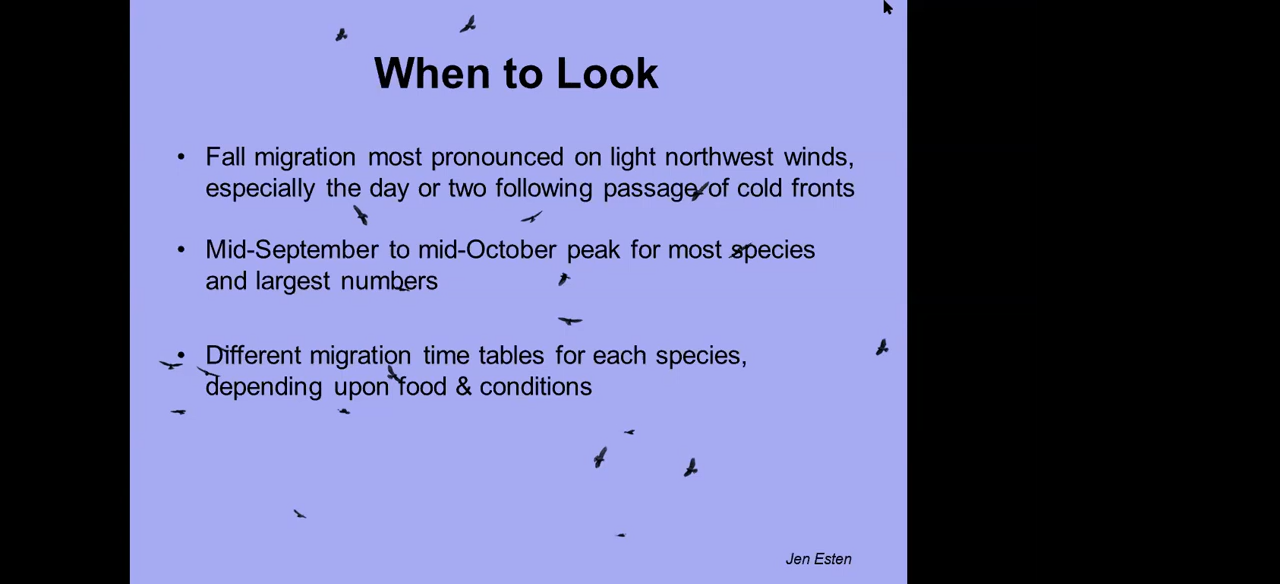 When to Look
• Fall migration most pronounced on light northwest winds,
especially the day or two following passage of cold fronts
• Mid-September to mid-October peak for most species
and largest numbers
• Different migration time tables for each species,
depending upon food & conditions
Jen Esten